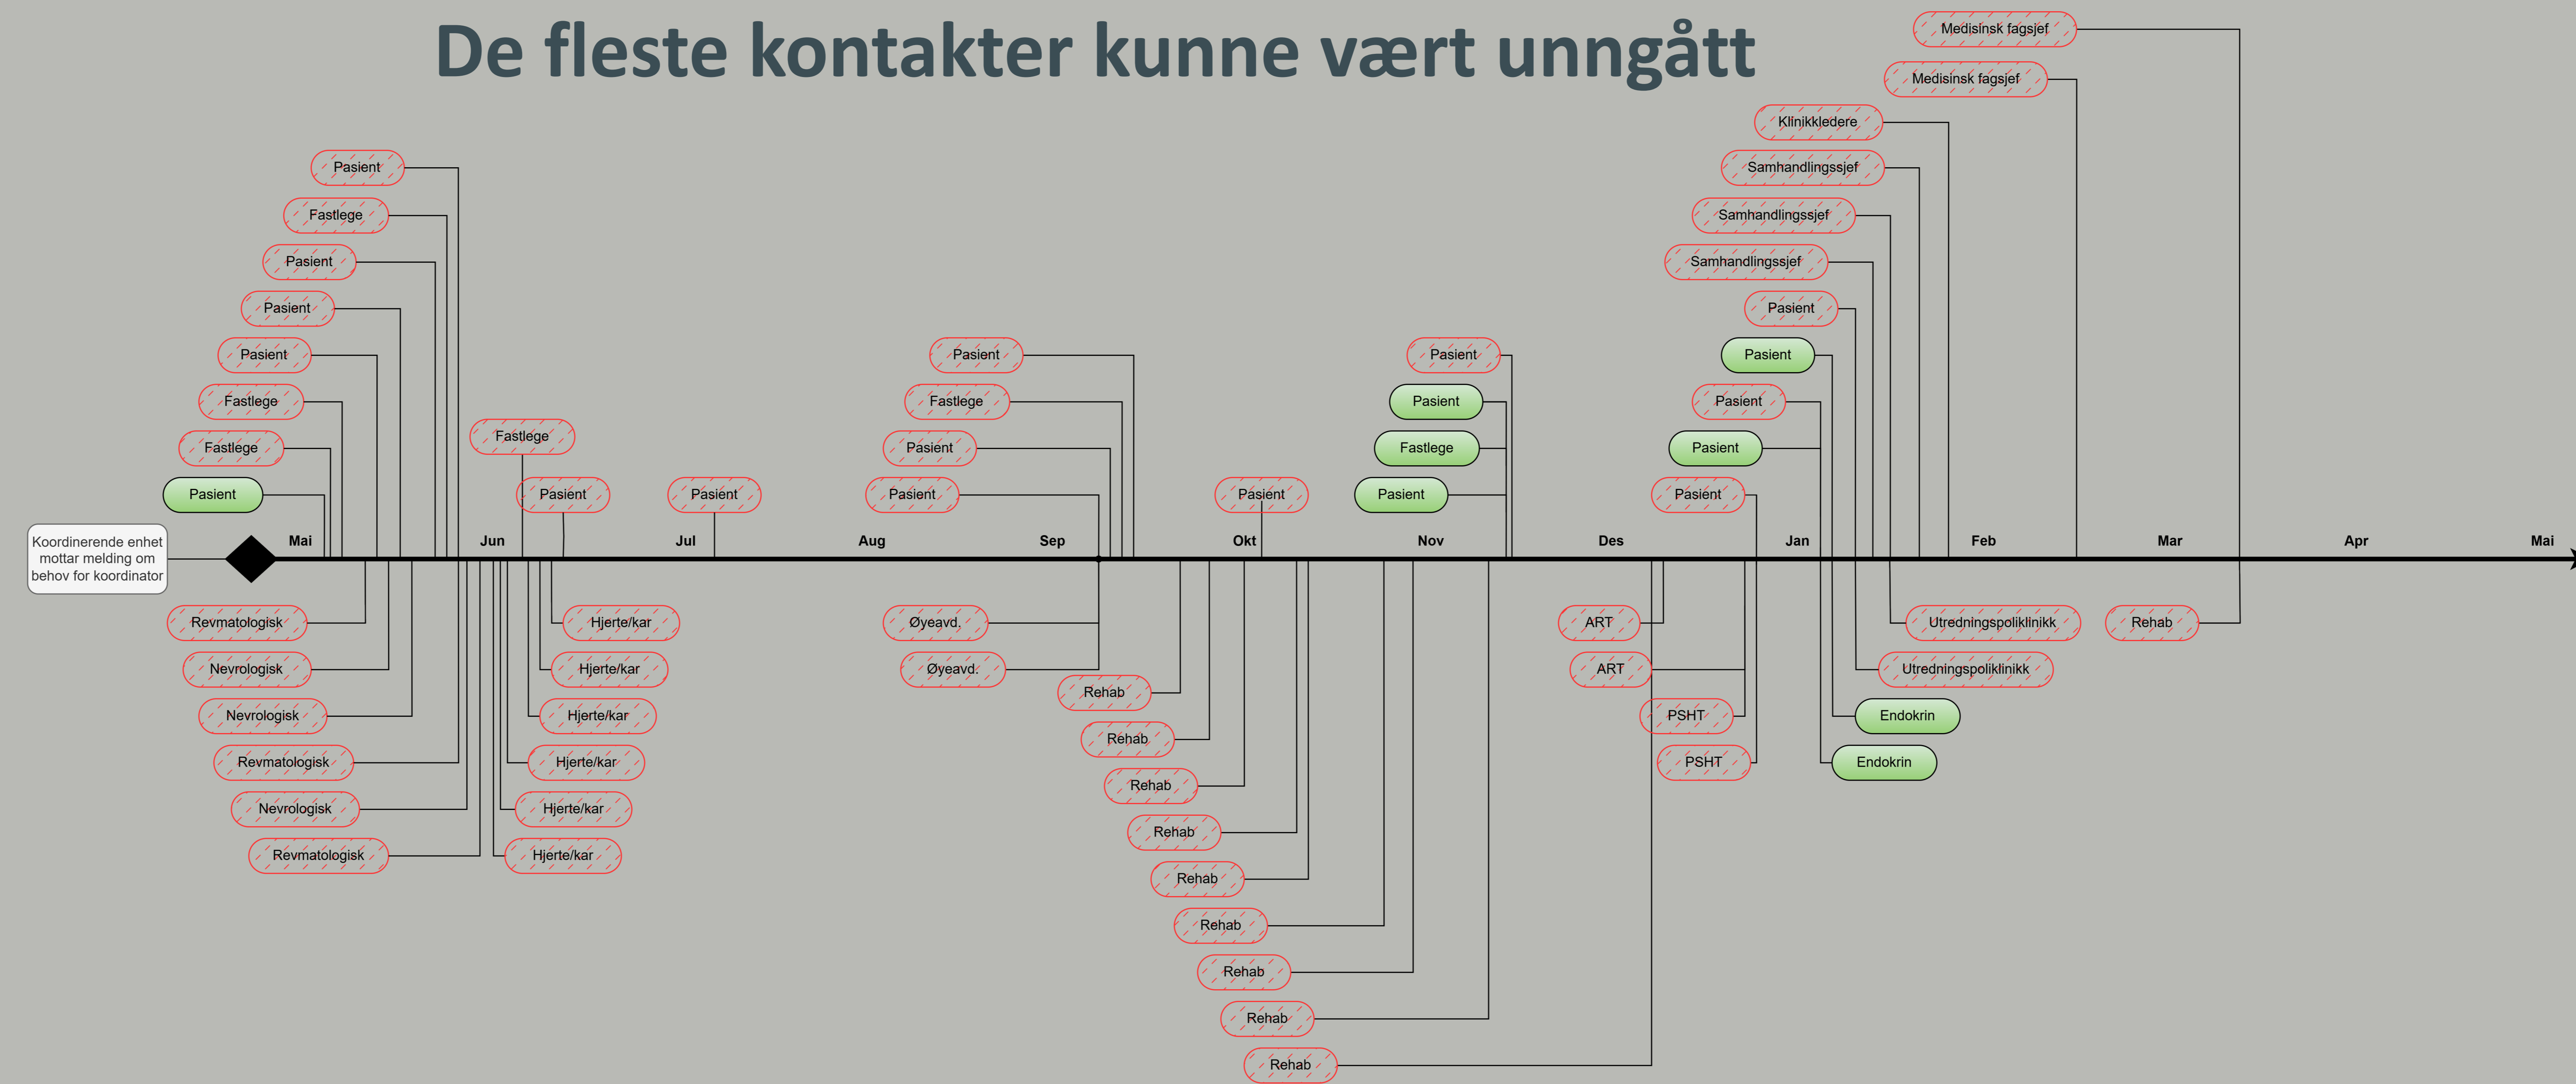 De fleste kontakter kunne vært unngått
Medisinsk fagsjef
Medisinsk fagsjef
Klinikkledere
Samhandlingssjef
Samhandlingssjef
Samhandlingssjef
Pasient
Fastlege
Pasient
Pasient
Pasient
Fastlege
Fastlege
Pasient
Fastlege
Pasient
Pasient
Pasient
Fastlege
Pasient
Pasient
Pasient
Pasient
Pasient
Fastlege
Pasient
Pasient
Pasient
Pasient
Pasient
Pasient
Koordinerende enhet
mottar melding om
behov for koordinator
Mai
Jun
Jul
Aug
Sep
Okt
Nov
Des
Jan
Feb
Mar
Apr
Mai
Revmatologisk
Nevrologisk
Nevrologisk
Revmatologisk
Nevrologisk
Revmatologisk
Hjerte/kar
Hjerte/kar
Hjerte/kar
Hjerte/kar
Hjerte/kar
Hjerte/kar
Øyeavd.
Øyeavd.
Rehab
Rehab
Rehab
Rehab
Rehab
Rehab
Rehab
Rehab
Rehab
ART
ART
PSHT
PSHT
Utredningspoliklinikk
Utredningspoliklinikk
Endokrin
Endokrin
Rehab